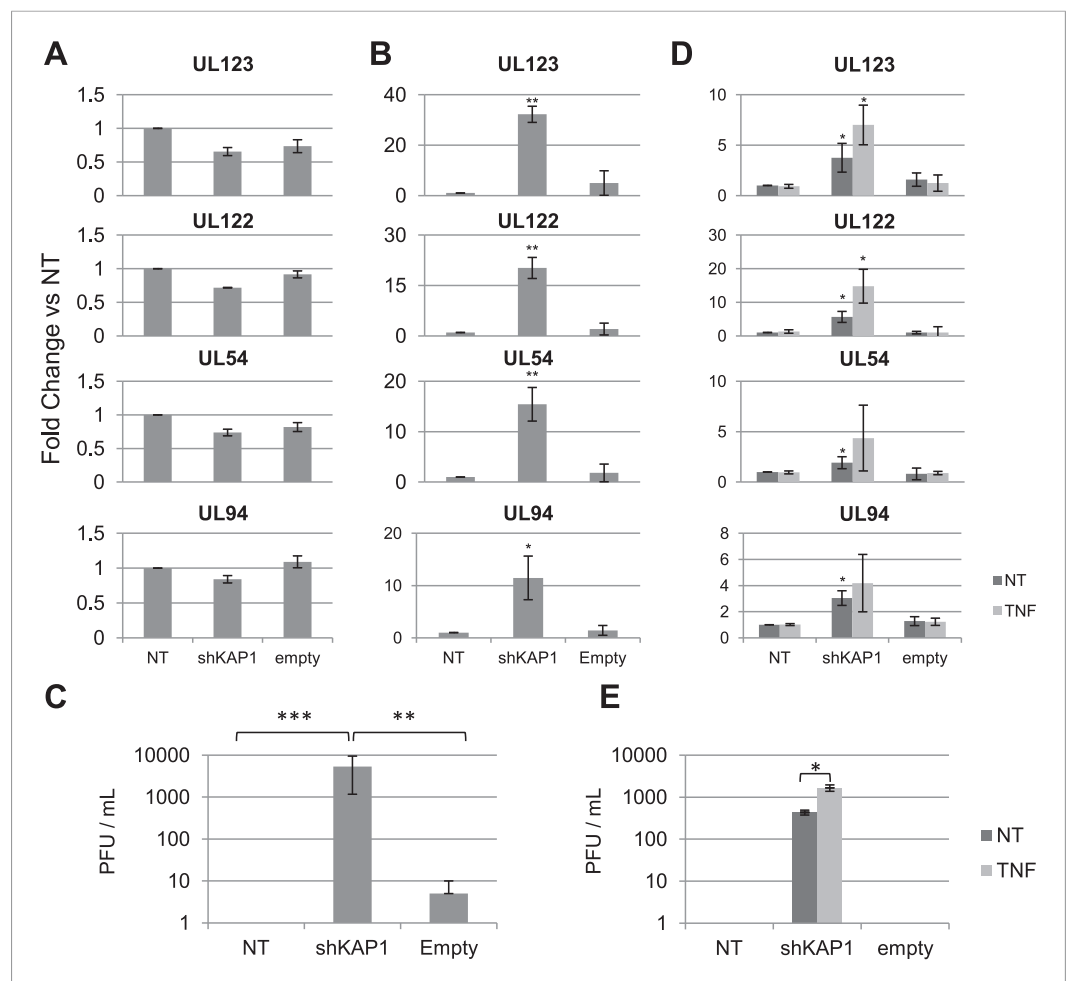 A
UL123
1.5
1
0.5
0
UL122
1.5
1
0.5
0
UL54
1.5
1
0.5
0
UL94
1.5
1
0.5
0
NT shKAP1 empty
Fold Change vs NT
B
UL123
40
20
0
**
UL122
30
15
0
**
UL54
20
10
0
**
UL94
20
10
0
*
NT shKAP1 Empty
D
UL123
10
5
0
* *
UL122
30
20
10
0
* *
UL54
10
5
0
*
UL94
8
6
4
2
0
*
NT shKAP1 empty
NT
TNF
C
*** **
10000
1000
100
10
1
PFU / mL
NT shKAP1 Empty
E
*
10000
1000
100
10
1
PFU / mL
NT shKAP1 empty
NT
TNF